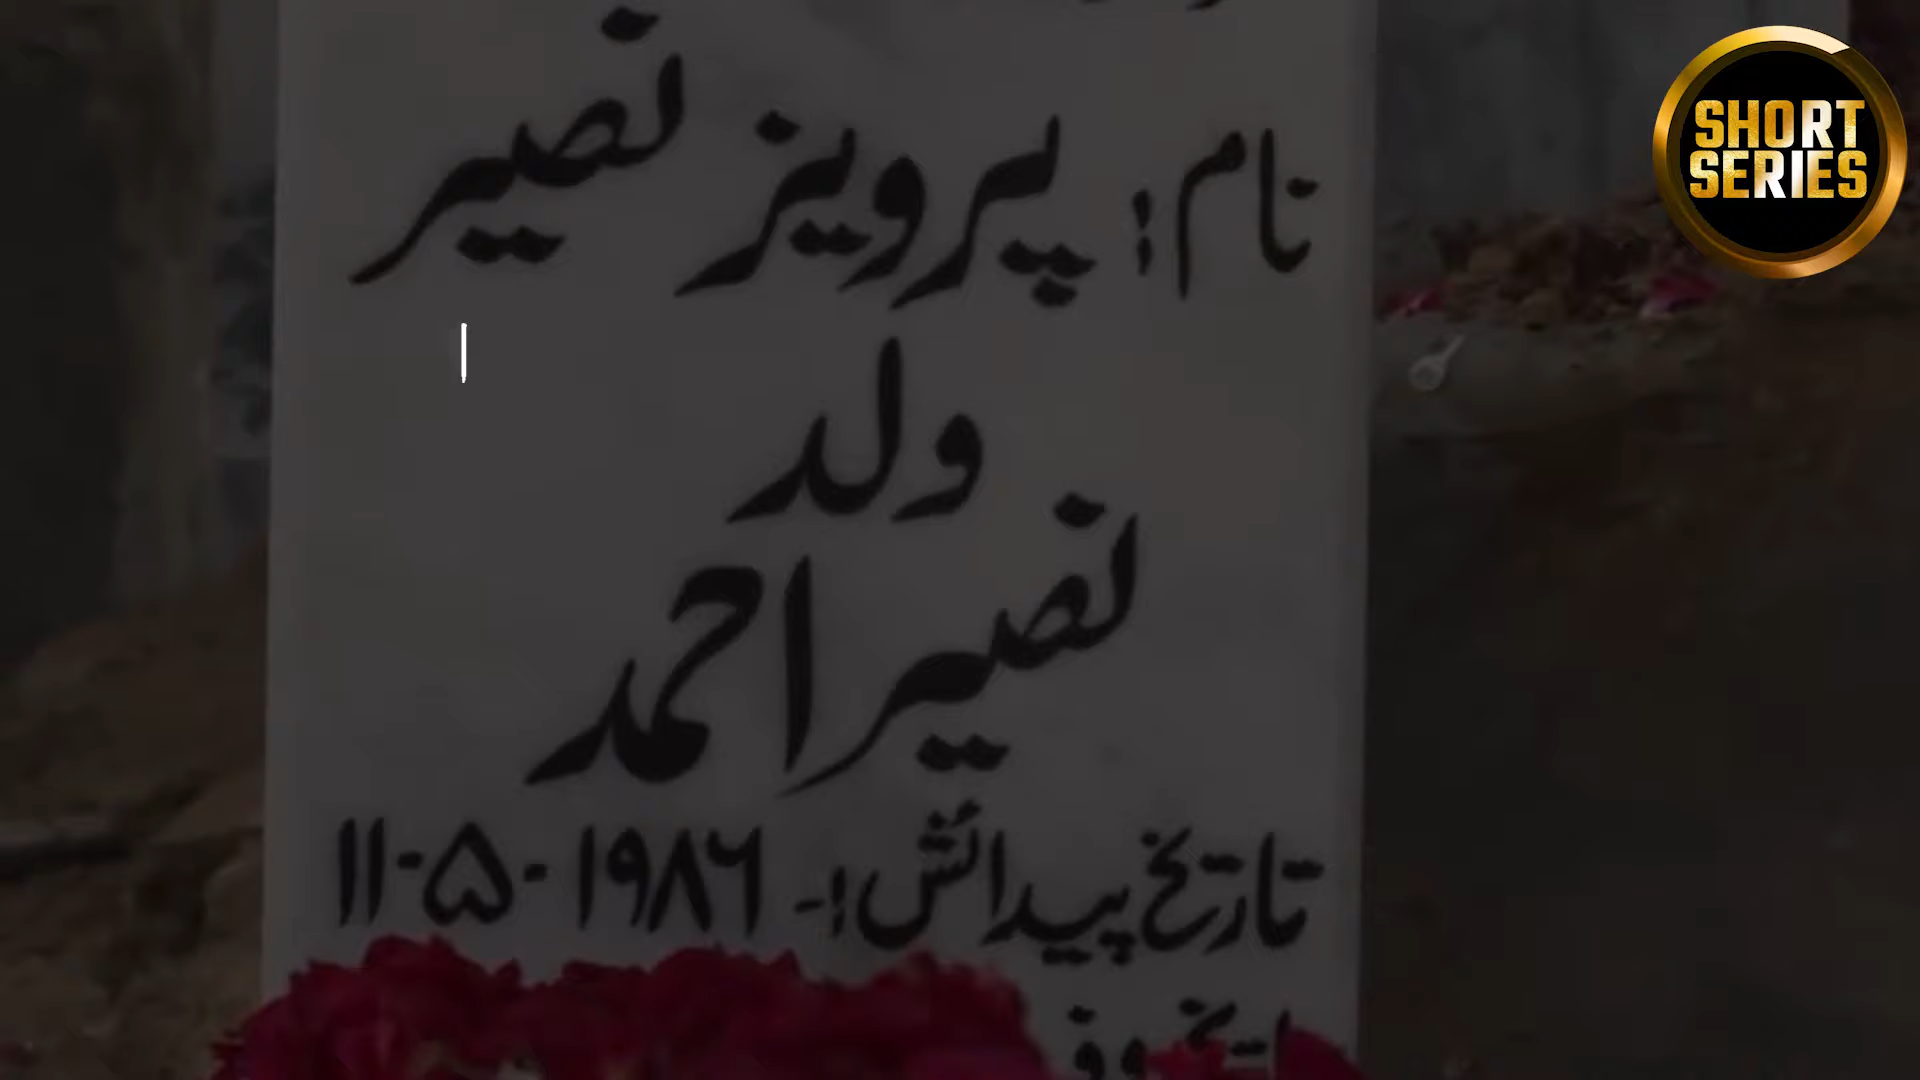 نام: پرویز نصیر
ولد
نصیر احمد
تاریخ پیدائش:- ۱۱-۵-۱۹۸۶
SHORT
SERIES